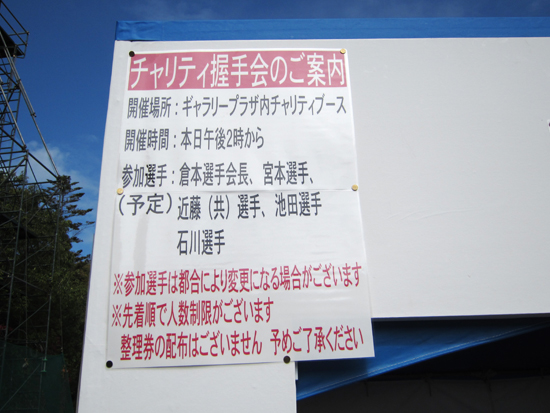 チャリティ握手会のご案内
開催場所：ギャラリープラザ内チャリティブース
開催時間：本日午後2時から
参加選手：倉本選手会長、宮本選手、
（予定）近藤（共）選手、池田選手
石川選手
※参加選手は都合により変更になる場合がございます
※先着順で人数制限がございます
整理券の配布はございません 予めご了承ください